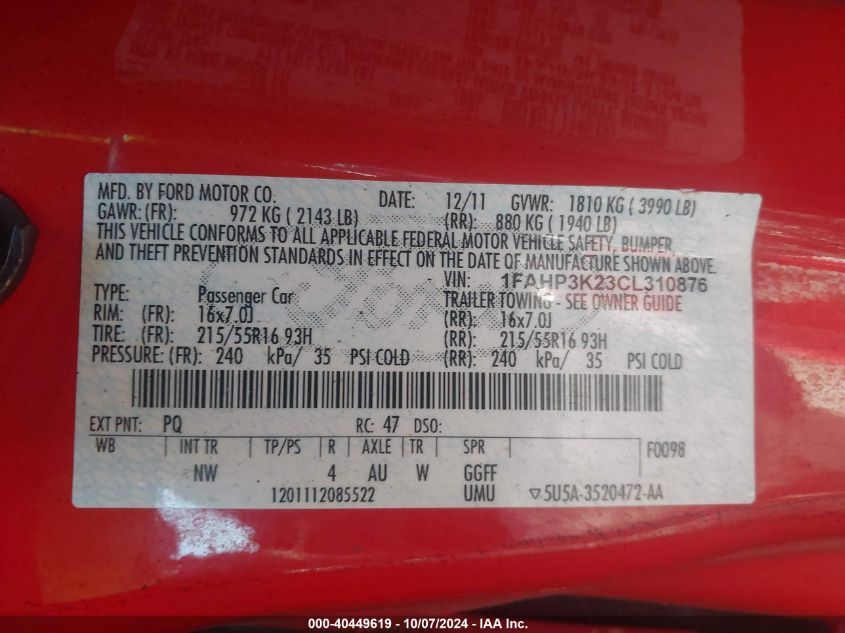 MFD. BY FORD MOTOR CO. DATE: 12/11 GVWR: 1810 KG ( 3990 LB)
GAWR: (FR): 972 KG ( 2143 LB) (RR): 880 KG ( 1940 LB)
THIS VEHICLE CONFORMS TO ALL APPLICABLE FEDERAL MOTOR VEHICLE SAFETY, BUMPER,
AND THEFT PREVENTION STANDARDS IN EFFECT ON THE DATE OF MANUFACTURE SHOWN ABOVE.
VIN: 1FAHP3K23CL310876
TYPE: Passenger Car TRAILER TOWING - SEE OWNER GUIDE
RIM: (FR): 16x7.0J (RR): 16x7.0J
TIRE: (FR): 215/55R16 93H (RR): 215/55R16 93H
PRESSURE: (FR): 240 kPa/ 35 PSI COLD (RR): 240 kPa/ 35 PSI COLD
EXT PNT: PQ RC: 47 DSO:
WB INT TR TP/PS R AXLE TR SPR F0098
NW 4 AU W GGFF
1201112085522 UMU ▽5U5A-3520472-AA
000-40449619 - 10/07/2024 - IAA Inc.